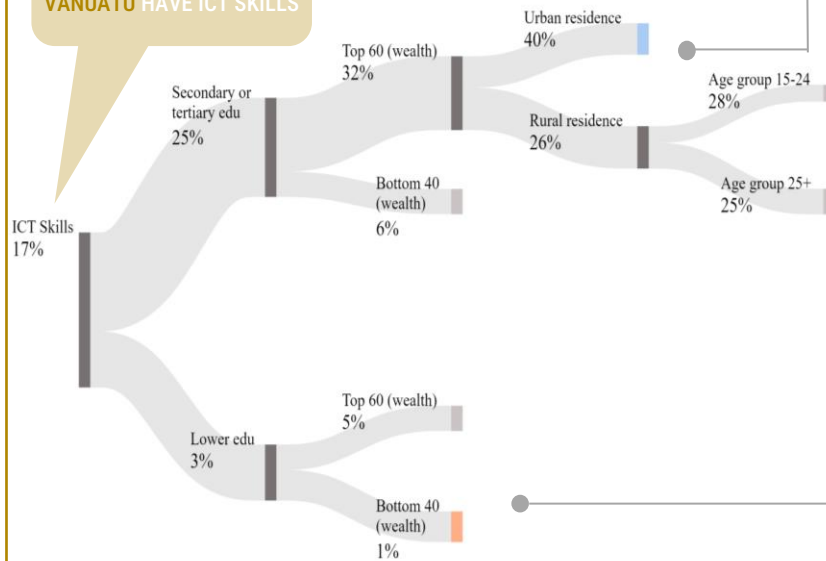 VANUATU HAVE ICT SKILLS
Urban residence
40%
Top 60 (wealth)
32%
Age group 15-24
28%
Secondary or
tertiary edu
25%
Rural residence
26%
Bottom 40
(wealth)
6%
Age group 25+
25%
ICT Skills
17%
Top 60 (wealth)
5%
Lower edu
3%
Bottom 40
(wealth)
1%